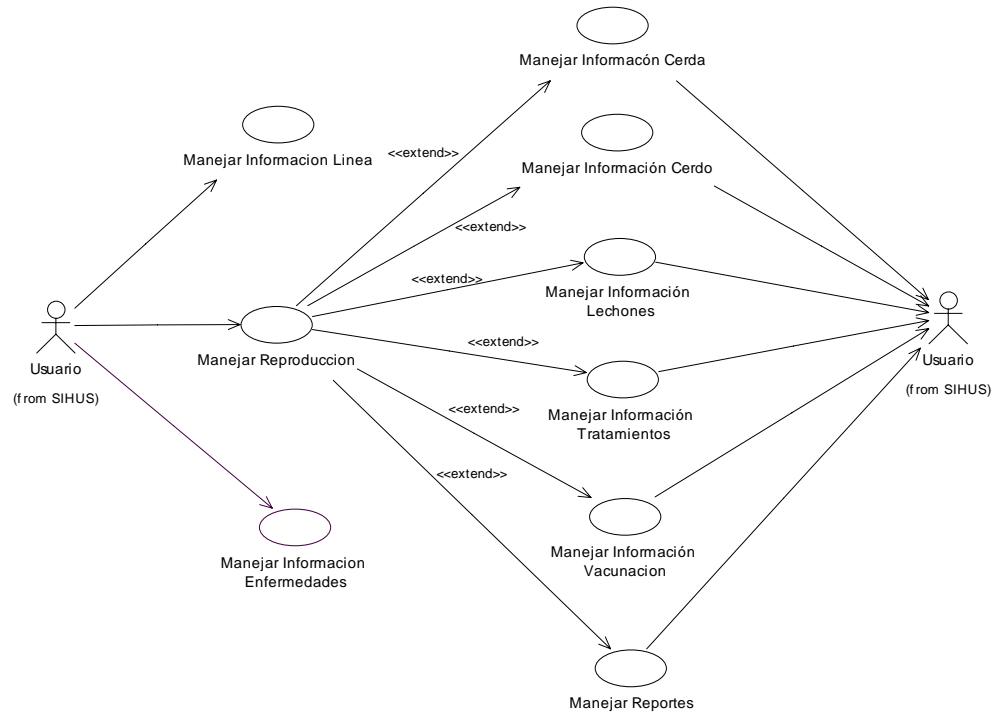 Manejar Informacón Cerda
Manejar Informacion Linea
<<extend>>
Manejar Información Cerdo
<<extend>>
<<extend>>
Manejar Información
Lechones
Usuario
(from SIHUS)
Manejar Reproduccion
<<extend>>
Usuario
(from SIHUS)
Manejar Información
Tratamientos
<<extend>>
<<extend>>
Manejar Informacion
Enfermedades
Manejar Información
Vacunacion
Manejar Reportes